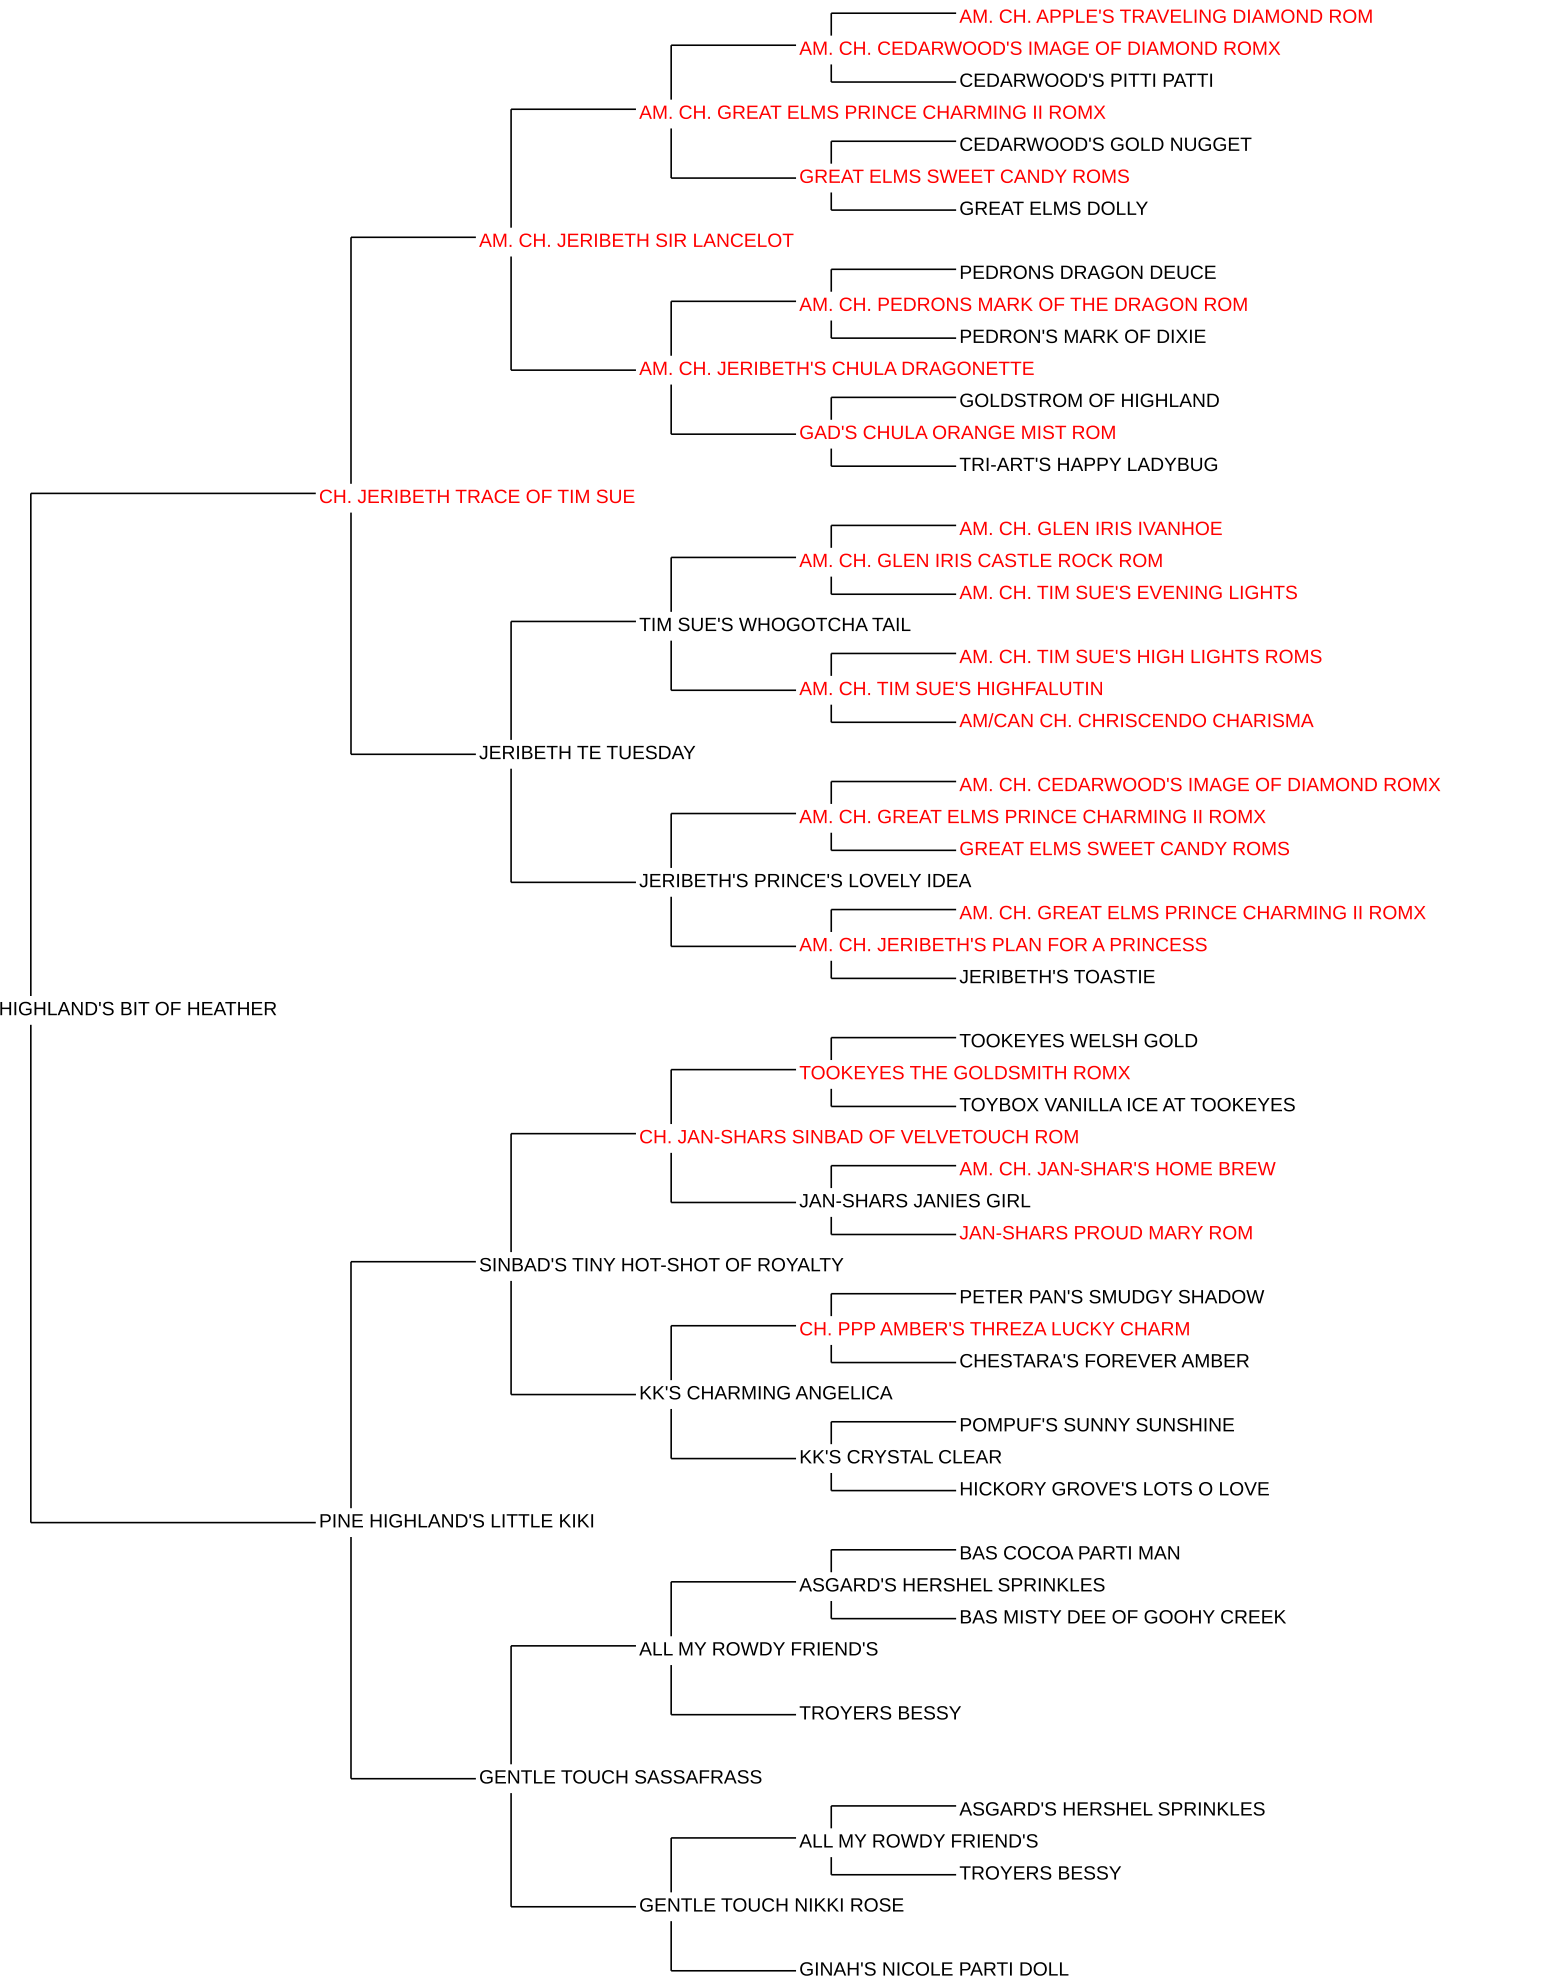 AM. CH. APPLE'S TRAVELING DIAMOND ROM
AM. CH. CEDARWOOD'S IMAGE OF DIAMOND ROMX
CEDARWOOD'S PITTI PATTI
AM. CH. GREAT ELMS PRINCE CHARMING II ROMX
CEDARWOOD'S GOLD NUGGET
GREAT ELMS SWEET CANDY ROMS
GREAT ELMS DOLLY
AM. CH. JERIBETH SIR LANCELOT
PEDRONS DRAGON DEUCE
AM. CH. PEDRONS MARK OF THE DRAGON ROM
PEDRON'S MARK OF DIXIE
AM. CH. JERIBETH'S CHULA DRAGONETTE
GOLDSTROM OF HIGHLAND
GAD'S CHULA ORANGE MIST ROM
TRI-ART'S HAPPY LADYBUG
CH. JERIBETH TRACE OF TIM SUE
AM. CH. GLEN IRIS IVANHOE
AM. CH. GLEN IRIS CASTLE ROCK ROM
AM. CH. TIM SUE'S EVENING LIGHTS
TIM SUE'S WHOGOTCHA TAIL
AM. CH. TIM SUE'S HIGH LIGHTS ROMS
AM. CH. TIM SUE'S HIGHFALUTIN
AM/CAN CH. CHRISCENDO CHARISMA
JERIBETH TE TUESDAY
AM. CH. CEDARWOOD'S IMAGE OF DIAMOND ROMX
AM. CH. GREAT ELMS PRINCE CHARMING II ROMX
GREAT ELMS SWEET CANDY ROMS
JERIBETH'S PRINCE'S LOVELY IDEA
AM. CH. GREAT ELMS PRINCE CHARMING II ROMX
AM. CH. JERIBETH'S PLAN FOR A PRINCESS
JERIBETH'S TOASTIE
HIGHLAND'S BIT OF HEATHER
TOOKEYES WELSH GOLD
TOOKEYES THE GOLDSMITH ROMX
TOYBOX VANILLA ICE AT TOOKEYES
CH. JAN-SHARS SINBAD OF VELVETOUCH ROM
AM. CH. JAN-SHAR'S HOME BREW
JAN-SHARS JANIES GIRL
JAN-SHARS PROUD MARY ROM
SINBAD'S TINY HOT-SHOT OF ROYALTY
PETER PAN'S SMUDGY SHADOW
CH. PPP AMBER'S THREZA LUCKY CHARM
CHESTARA'S FOREVER AMBER
KK'S CHARMING ANGELICA
POMPUF'S SUNNY SUNSHINE
KK'S CRYSTAL CLEAR
HICKORY GROVE'S LOTS O LOVE
PINE HIGHLAND'S LITTLE KIKI
BAS COCOA PARTI MAN
ASGARD'S HERSHEL SPRINKLES
BAS MISTY DEE OF GOOHY CREEK
ALL MY ROWDY FRIEND'S
TROYERS BESSY
GENTLE TOUCH SASSAFRASS
ASGARD'S HERSHEL SPRINKLES
ALL MY ROWDY FRIEND'S
TROYERS BESSY
GENTLE TOUCH NIKKI ROSE
GINAH'S NICOLE PARTI DOLL